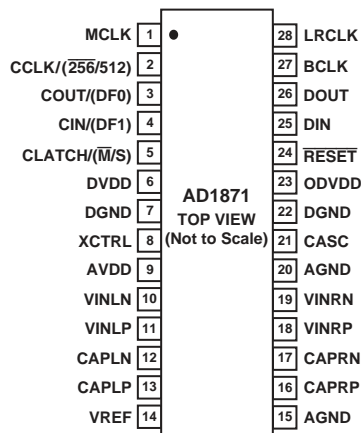 MCLK 1 28 LRCLK
CCLK/(2̅5̅6̅/512) 2 27 BCLK
COUT/(DF0) 3 26 DOUT
CIN/(DF1) 4 25 DIN
CLATCH/(M̅/S) 5 24 R̅E̅S̅E̅T̅
DVDD 6 23 ODVDD
DGND 7 AD1871 22 DGND
TOP VIEW
XCTRL 8 (Not to Scale) 21 CASC
AVDD 9 20 AGND
VINLN 10 19 VINRN
VINLP 11 18 VINRP
CAPLN 12 17 CAPRN
CAPLP 13 16 CAPRP
VREF 14 15 AGND